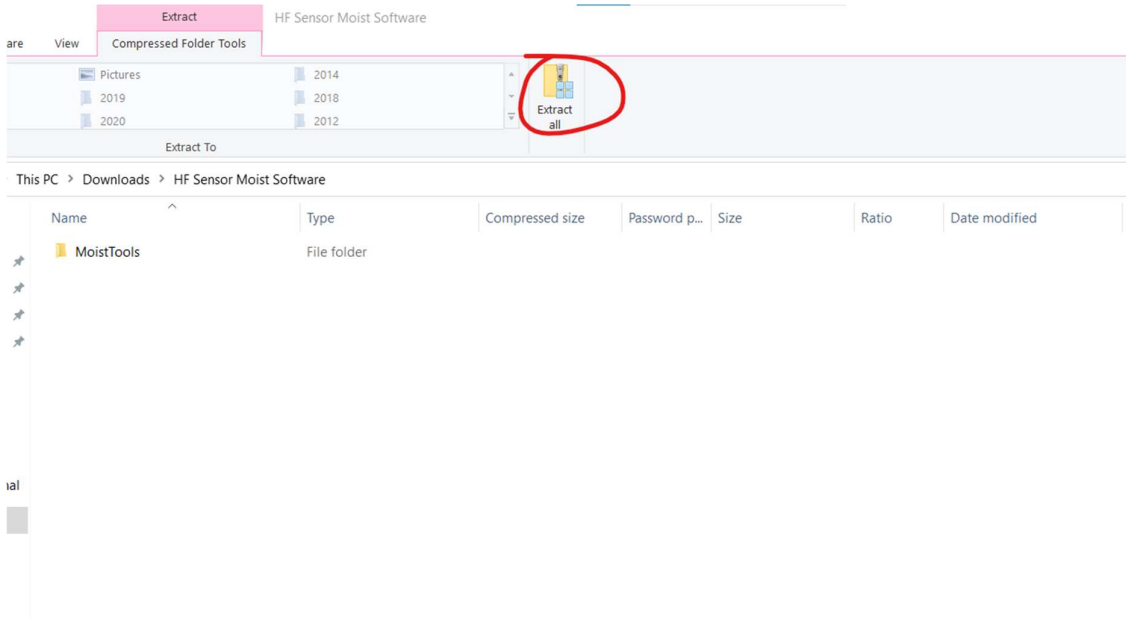 Extract HF Sensor Moist Software
are View Compressed Folder Tools
Pictures 2014
2019 2018
2020 2012
Extract all
Extract To
This PC > Downloads > HF Sensor Moist Software
Name Type Compressed size Password p... Size Ratio Date modified
MoistTools File folder
nal